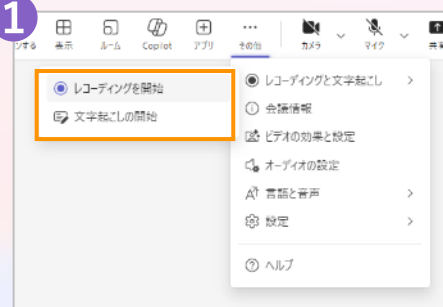 1
する 表示 ルーム Copilot アプリ その他 カメラ マイク 共有
レコーディングを開始
文字起こしの開始
レコーディングと文字起こし
会議情報
ビデオの効果と設定
オーディオの設定
言語と音声
設定
ヘルプ